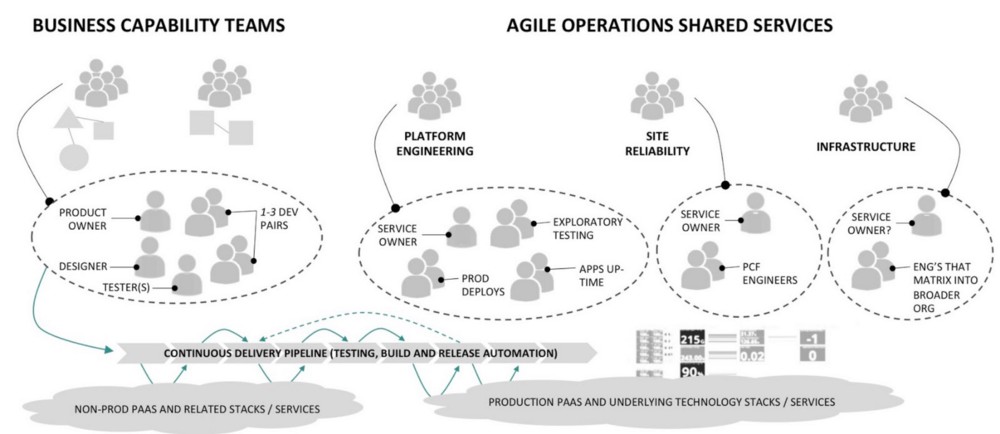 BUSINESS CAPABILITY TEAMS
AGILE OPERATIONS SHARED SERVICES
PLATFORM
ENGINEERING
SITE
RELIABILITY
INFRASTRUCTURE
PRODUCT
OWNER
1-3 DEV
PAIRS
DESIGNER
TESTER(S)
SERVICE
OWNER
EXPLORATORY
TESTING
PROD
DEPLOYS
APPS UP-
TIME
SERVICE
OWNER
PCF
ENGINEERS
SERVICE
OWNER?
ENG'S THAT
MATRIX INTO
BROADER
ORG
CONTINUOUS DELIVERY PIPELINE (TESTING, BUILD AND RELEASE AUTOMATION)
215
-1
0.02
0
90
NON-PROD PAAS AND RELATED STACKS / SERVICES
PRODUCTION PAAS AND UNDERLYING TECHNOLOGY STACKS / SERVICES